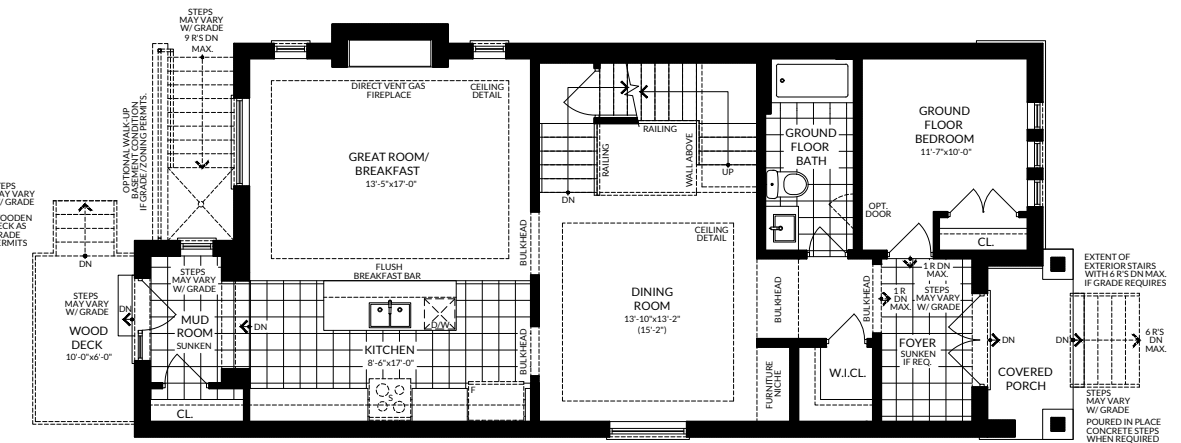 STEPS
MAY VARY
W/ GRADE
9 R'S DN
MAX.
OPTIONAL WALK-UP
BASEMENT CONDITION
IF GRADE/ZONING PERMITS.
DIRECT VENT GAS
FIREPLACE
CEILING
DETAIL
GREAT ROOM/
BREAKFAST
13'-5"x17'-0"
RAILING
RAILING
WALL ABOVE
DN
UP
GROUND
FLOOR
BATH
GROUND
FLOOR
BEDROOM
11'-7"x10'-0"
OPT.
DOOR
CL.
MAY VARY
W/ GRADE
DN
STEPS
MAY VARY
W/ GRADE
WOOD
DECK
10'-0"x6'-0"
DN
STEPS
MAY VARY
W/ GRADE
MUD
ROOM
SUNKEN
DN
CL.
FLUSH
BREAKFAST BAR
D/W
KITCHEN
8'-6"x17'-0"
S
F
BULKHEAD
BULKHEAD
CEILING
DETAIL
DINING
ROOM
13'-10"x13'-2"
(15'-2")
BULKHEAD
BULKHEAD
FURNITURE
NICHE
W.I.CL.
1 R DN
MAX.
1 R
DN
MAX.
STEPS
MAY VARY
W/ GRADE
FOYER
SUNKEN
IF REQ.
DN
DN
COVERED
PORCH
EXTENT OF
EXTERIOR STAIRS
WITH 6 R'S DN MAX.
IF GRADE REQUIRES
6 R'S
DN
MAX.
STEPS
MAY VARY
W/ GRADE
POURED IN PLACE
CONCRETE STEPS
WHEN REQUIRED